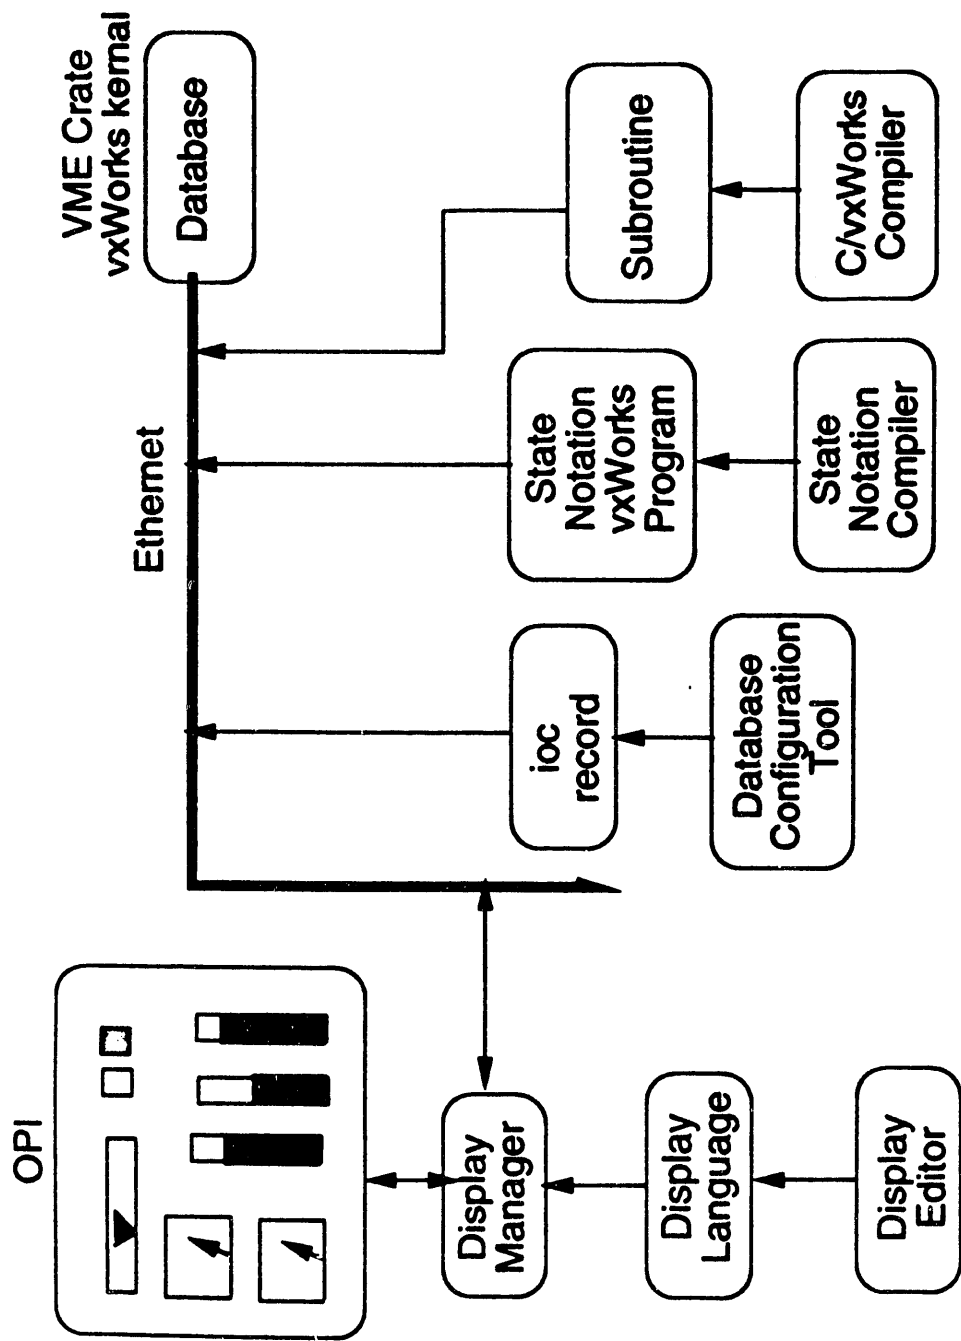 OPI
VME Crate
vxWorks kernal
Database
Ethernet
Display
Manager
ioc
record
State
Notation
vxWorks
Program
Subroutine
Display
Language
Database
Configuration
Tool
State
Notation
Compiler
C/vxWorks
Compiler
Display
Editor